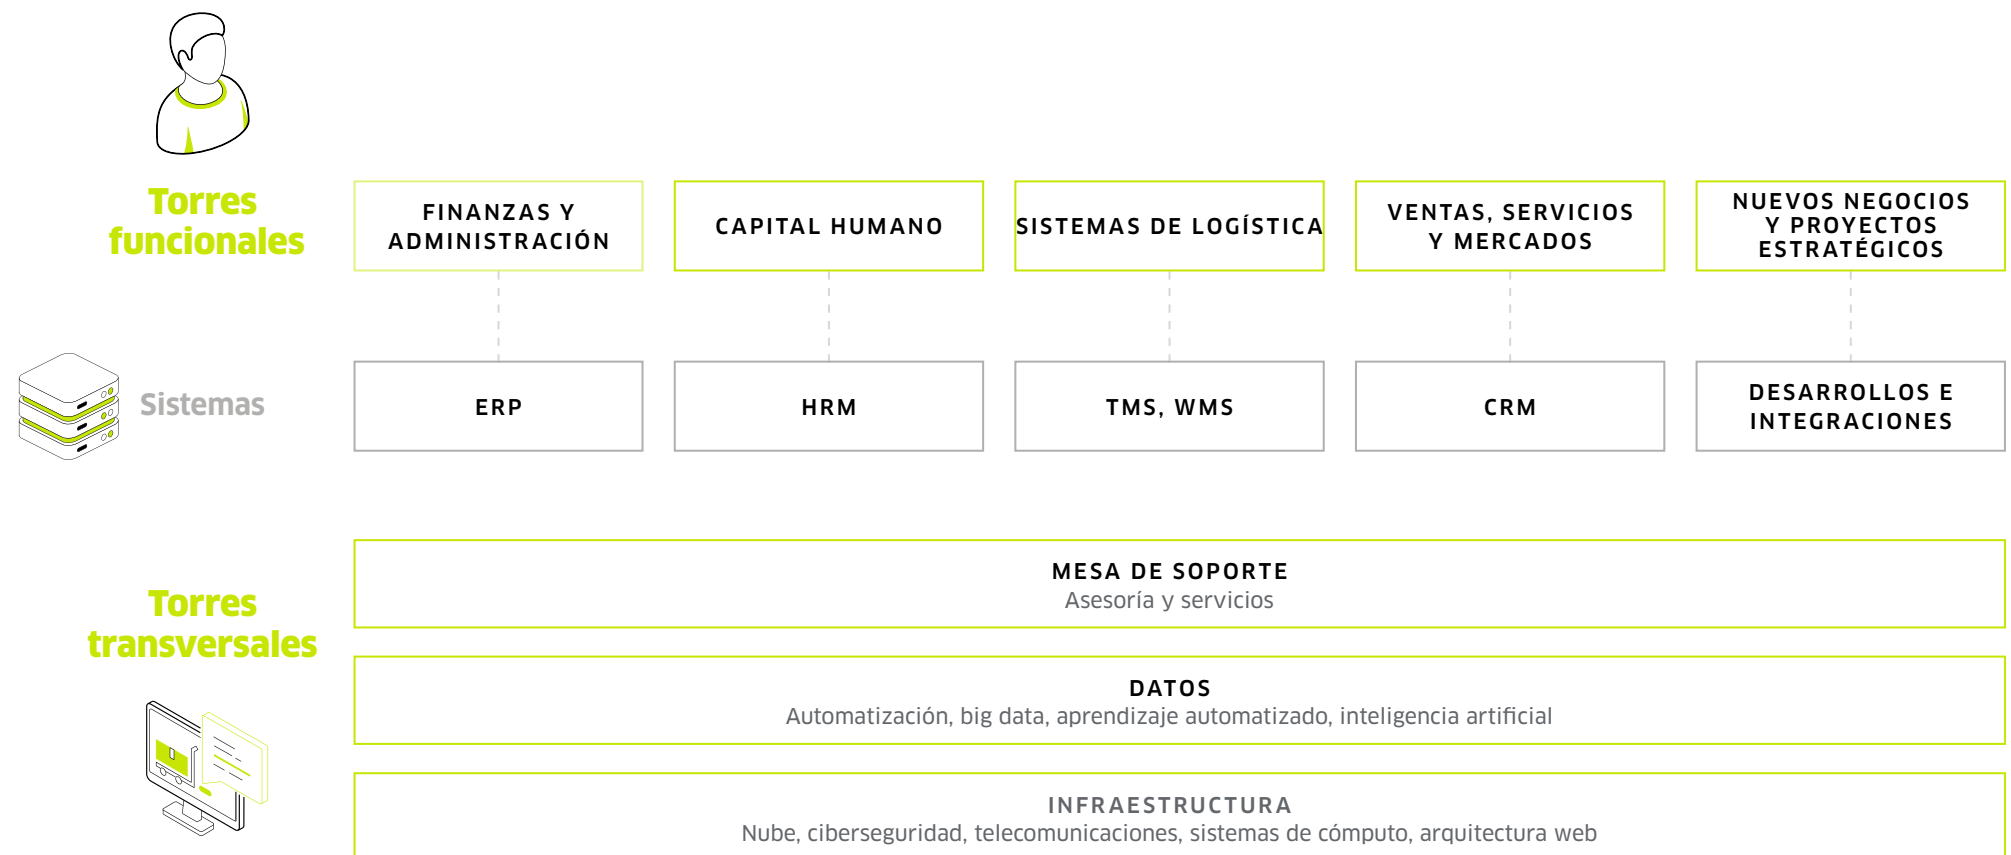 Torres
funcionales
FINANZAS Y
ADMINISTRACIÓN
CAPITAL HUMANO
SISTEMAS DE LOGÍSTICA
VENTAS, SERVICIOS
Y MERCADOS
NUEVOS NEGOCIOS
Y PROYECTOS
ESTRATÉGICOS
Sistemas
ERP
HRM
TMS, WMS
CRM
DESARROLLOS E
INTEGRACIONES
Torres
transversales
MESA DE SOPORTE
Asesoría y servicios
DATOS
Automatización, big data, aprendizaje automatizado, inteligencia artificial
INFRAESTRUCTURA
Nube, ciberseguridad, telecomunicaciones, sistemas de cómputo, arquitectura web